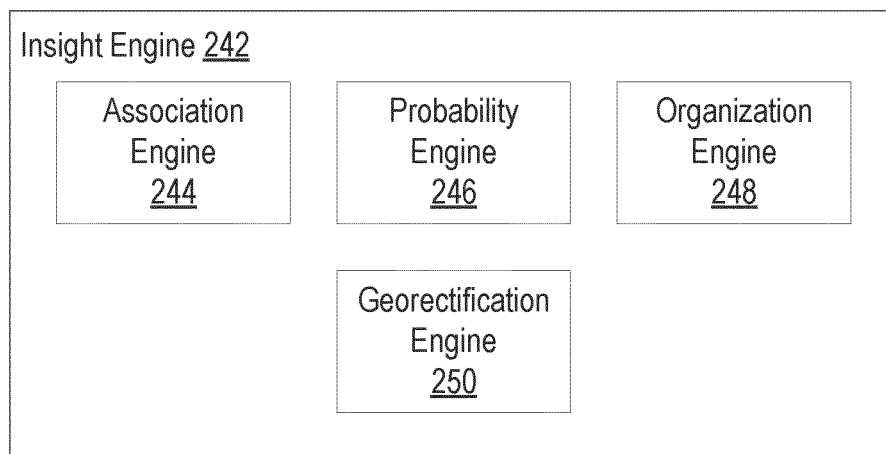 Insight Engine 242
Association
Engine
244
Probability
Engine
246
Organization
Engine
248
Georectification
Engine
250